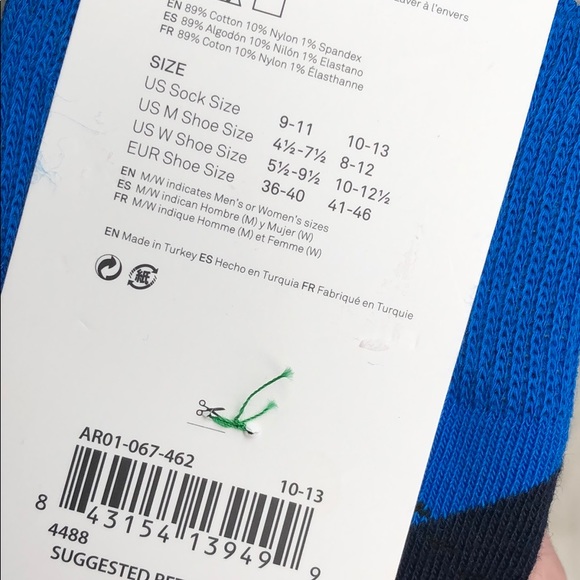 aver à l'envers
EN 89% Cotton 10% Nylon 1% Spandex
ES 89% Algodón 10% Nilón 1% Elastano
FR 89% Coton 10% Nylon 1% Élasthanne
SIZE
US Sock Size 9-11 10-13
US M Shoe Size 4½-7½ 8-12
US W Shoe Size 5½-9½ 10-12½
EUR Shoe Size 36-40 41-46
EN M/W indicates Men's or Women's sizes
ES M/W indican Hombre (M) y Mujer (W)
FR M/W indique Homme (M) et Femme (W)
EN Made in Turkey ES Hecho en Turquia FR Fabriqué en Turquie
紙
AR01-067-462
10-13
8 43154 13949 9
4488
SUGGESTED RET